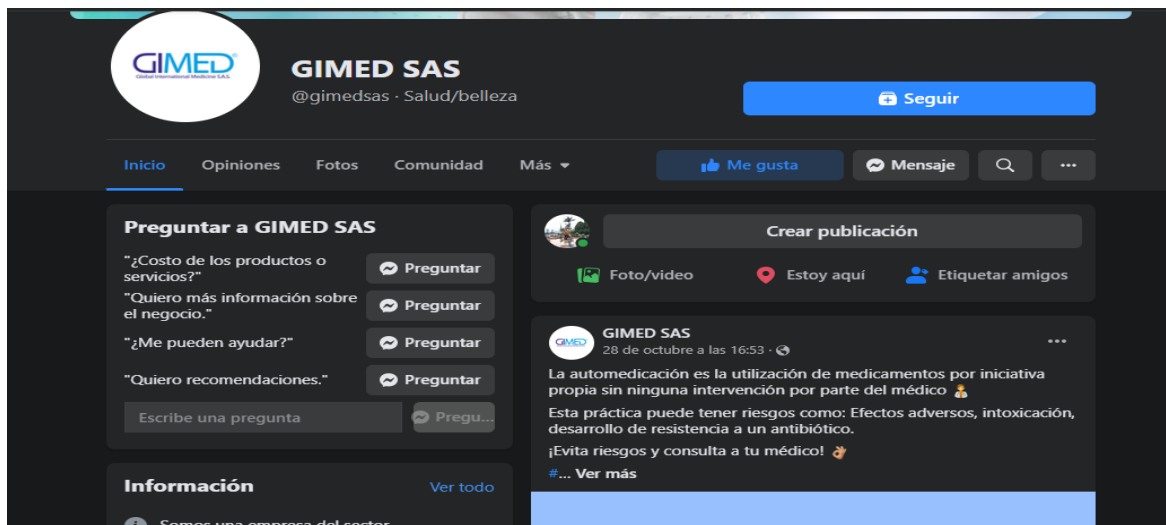 GIMED
Global International Medicine S.A.S.
GIMED SAS
@gimedsas · Salud/belleza
Seguir
Inicio Opiniones Fotos Comunidad Más
Me gusta Mensaje
Preguntar a GIMED SAS
"¿Costo de los productos o
servicios?"
Preguntar
"Quiero más información sobre
el negocio."
Preguntar
"¿Me pueden ayudar?"
Preguntar
"Quiero recomendaciones."
Preguntar
Escribe una pregunta
Pregu...
Información
Ver todo
Somos una empresa del sector
Crear publicación
Foto/video Estoy aquí Etiquetar amigos
GIMED
GIMED SAS
28 de octubre a las 16:53 ·
La automedicación es la utilización de medicamentos por iniciativa
propia sin ninguna intervención por parte del médico
Esta práctica puede tener riesgos como: Efectos adversos, intoxicación,
desarrollo de resistencia a un antibiótico.
¡Evita riesgos y consulta a tu médico!
#... Ver más